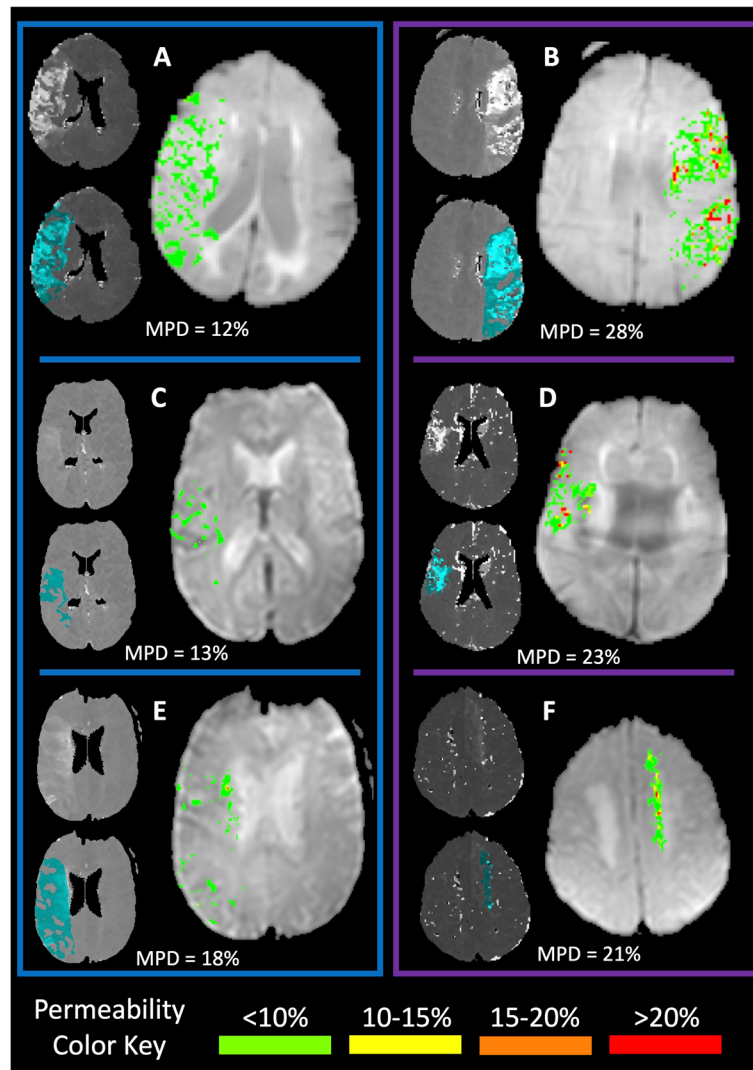 A
MPD = 12%
B
MPD = 28%
C
MPD = 13%
D
MPD = 23%
E
MPD = 18%
F
MPD = 21%
Permeability
Color Key
<10%
10-15%
15-20%
>20%